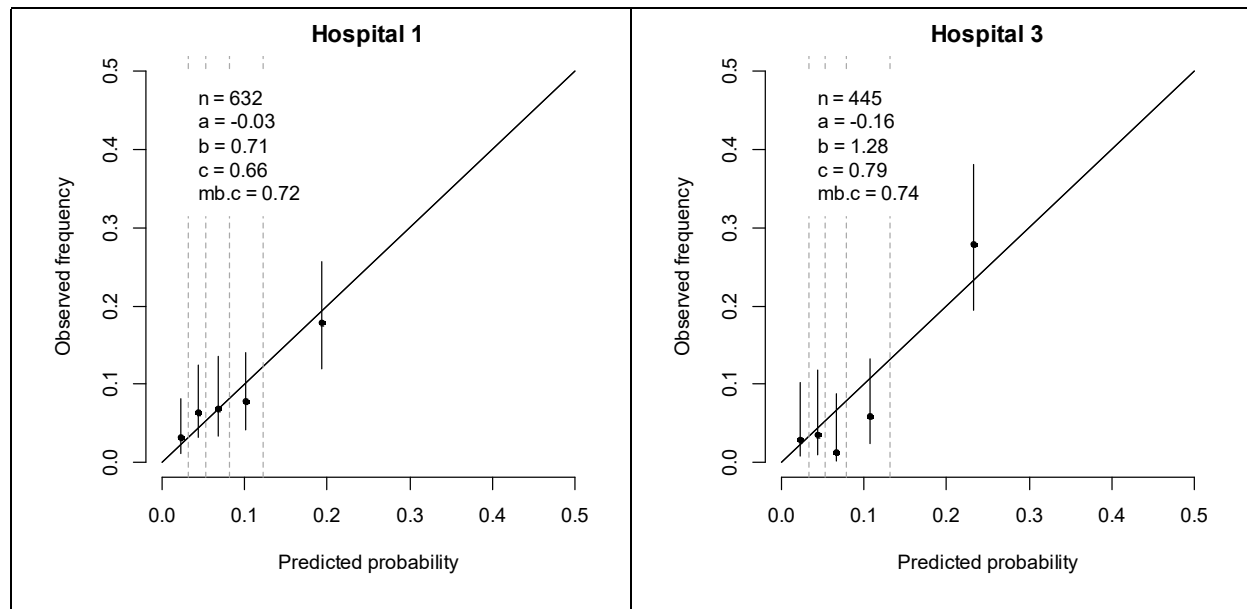 Hospital 1
n = 632
a = -0.03
b = 0.71
c = 0.66
mb.c = 0.72
Observed frequency
0.5
0.4
0.3
0.2
0.1
0.0
0.0 0.1 0.2 0.3 0.4 0.5
Predicted probability
Hospital 3
n = 445
a = -0.16
b = 1.28
c = 0.79
mb.c = 0.74
Observed frequency
0.5
0.4
0.3
0.2
0.1
0.0
0.0 0.1 0.2 0.3 0.4 0.5
Predicted probability